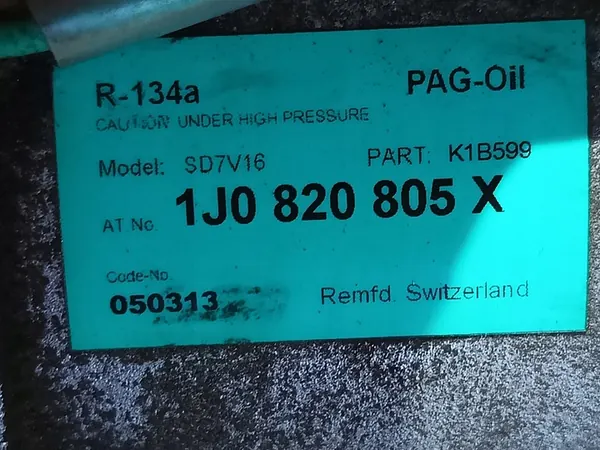 R-134a PAG-Oil
CAUTION UNDER HIGH PRESSURE
Model: SD7V16 PART: K1B599
AT No. 1J0 820 805 X
Code-No.
050313 Remfd. Switzerland